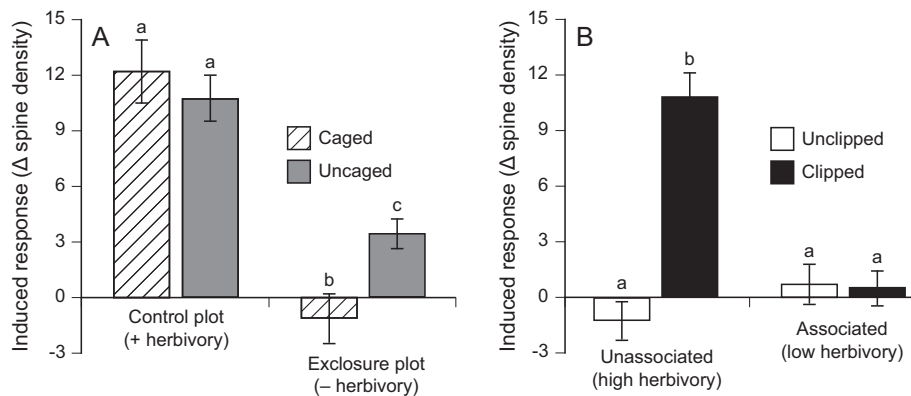 A
Induced response (Δ spine density)
15
12
9
6
3
0
-3
a
a
b
c
Caged
Uncaged
Control plot
(+ herbivory)
Exclosure plot
(– herbivory)
B
Induced response (Δ spine density)
15
12
9
6
3
0
-3
a
b
a
a
Unclipped
Clipped
Unassociated
(high herbivory)
Associated
(low herbivory)